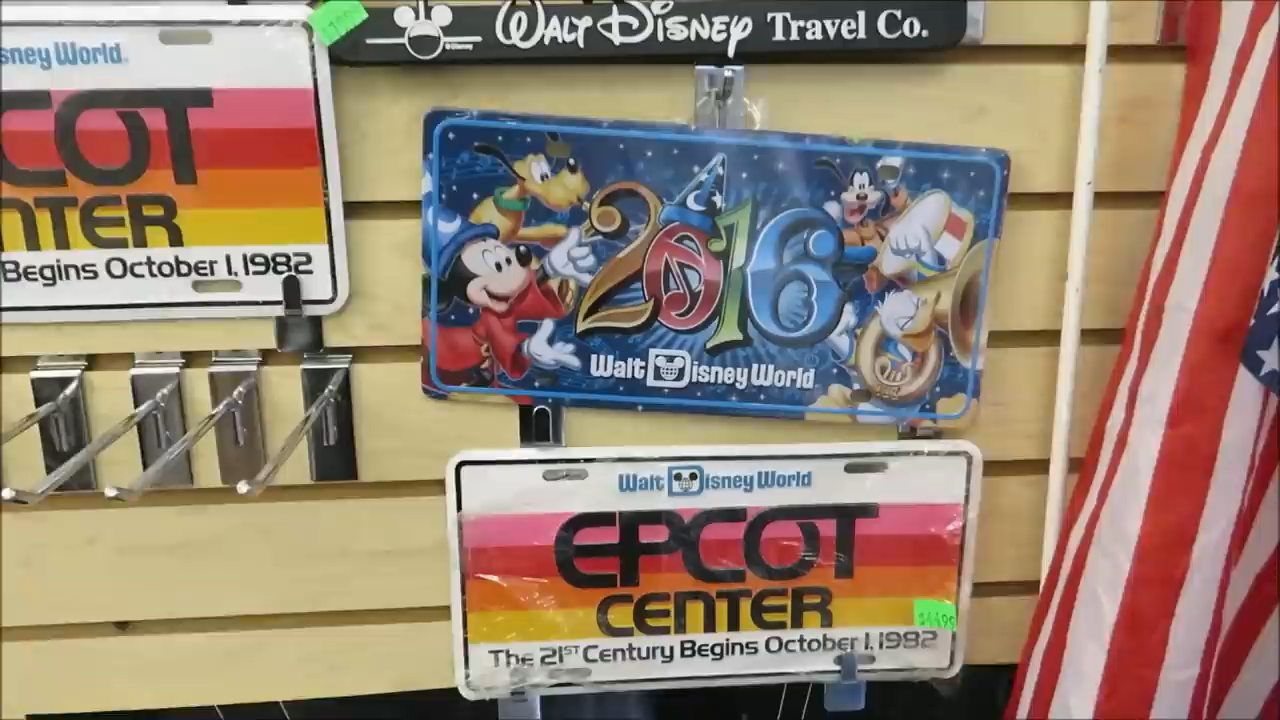 Walt Disney Travel Co.
©Disney
sney World.
COT
NTER
Begins October 1, 1982
2016
Walt Disney World
Walt Disney World
EPCOT
CENTER
The 21ST Century Begins October 1, 1982